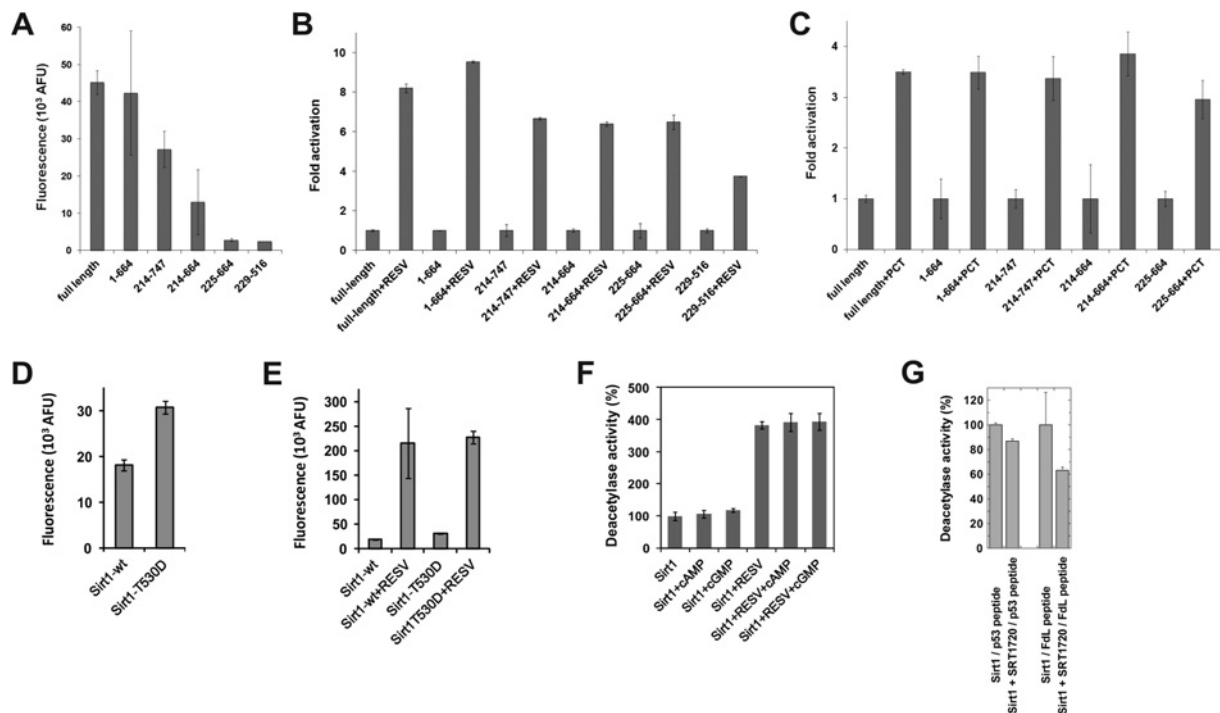 A
Fluorescence (10³ AFU)
60
50
40
30
20
10
0
full length
1-664
214-747
214-664
225-664
229-516
B
Fold activation
10
8
6
4
2
0
full-length
full-length+RESV
1-664
1-664+RESV
214-747
214-747+RESV
214-664
214-664+RESV
225-664
225-664+RESV
229-516
229-516+RESV
C
Fold activation
4
3
2
1
0
full length
full length+PCT
1-664
1-664+PCT
214-747
214-747+PCT
214-664
214-664+PCT
225-664
225-664+PCT
D
Fluorescence (10³ AFU)
30
20
10
0
Sirt1-wt
Sirt1-T530D
E
Fluorescence (10³ AFU)
300
250
200
150
100
50
0
Sirt1-wt
Sirt1-wt+RESV
Sirt1-T530D
Sirt1T530D+RESV
F
Deacetylase activity (%)
500
400
300
200
100
0
Sirt1
Sirt1+cAMP
Sirt1+cGMP
Sirt1+RESV
Sirt1+RESV+cAMP
Sirt1+RESV+cGMP
G
Deacetylase activity (%)
120
100
80
60
40
20
0
Sirt1 / p53 peptide
Sirt1 + SRT1720 / p53 peptide
Sirt1 / FdL peptide
Sirt1 + SRT1720 / FdL peptide